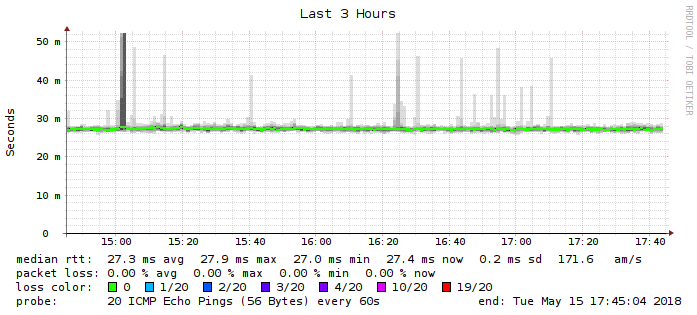 Last 3 Hours
RRDTOOL / TOBI OETIKER
Seconds
50 m
40 m
30 m
20 m
10 m
0
15:00 15:20 15:40 16:00 16:20 16:40 17:00 17:20 17:40
median rtt: 27.3 ms avg 27.9 ms max 27.0 ms min 27.4 ms now 0.2 ms sd 171.6 am/s
packet loss: 0.00 % avg 0.00 % max 0.00 % min 0.00 % now
loss color: 0 1/20 2/20 3/20 4/20 10/20 19/20
probe: 20 ICMP Echo Pings (56 Bytes) every 60s end: Tue May 15 17:45:04 2018